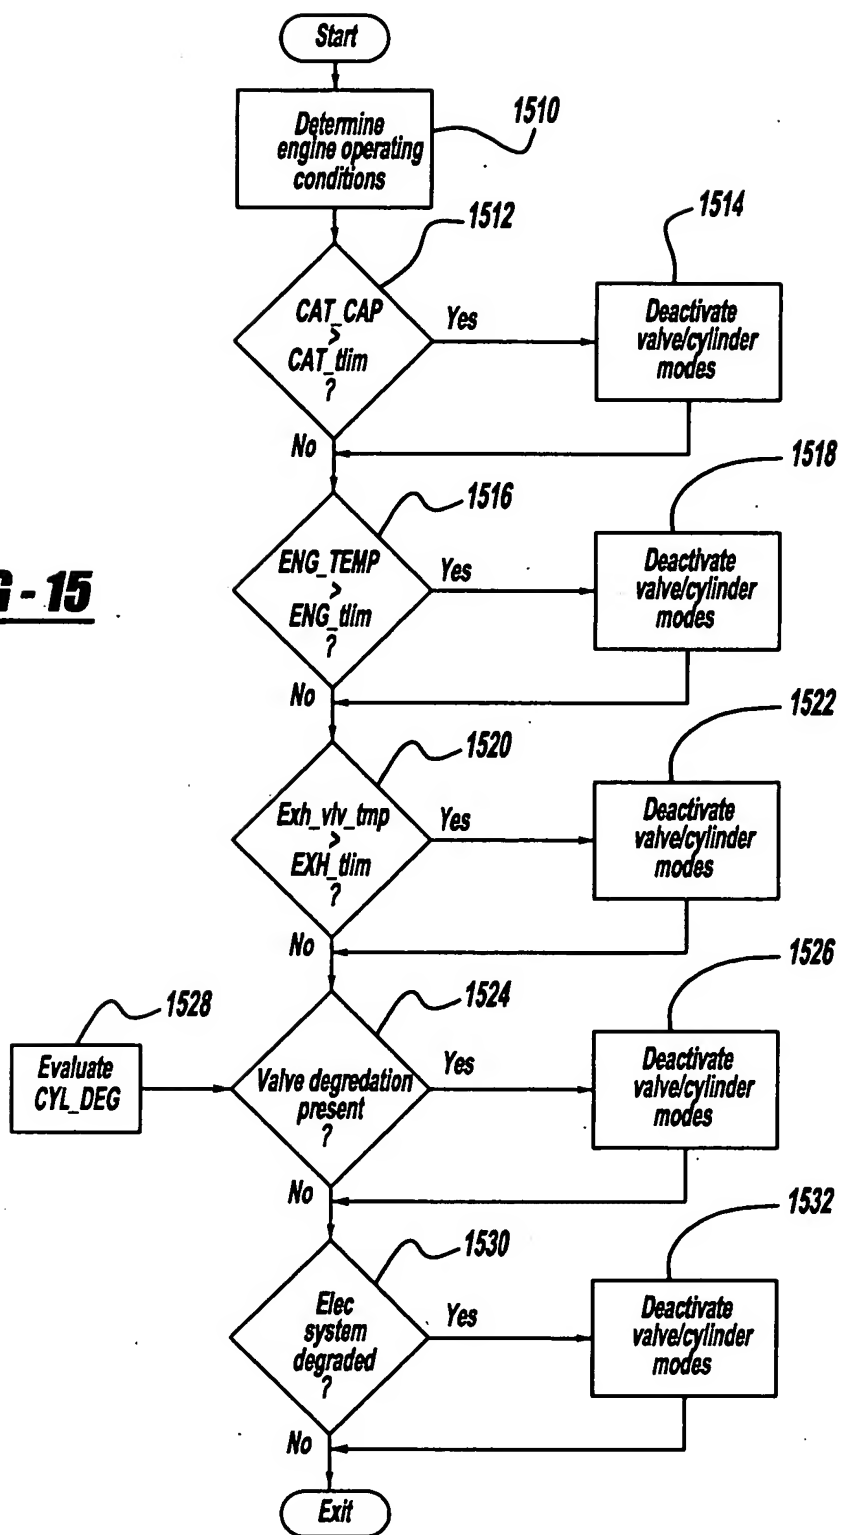 Start
Determine
engine operating
conditions
1510
1512
CAT_CAP
>
CAT_tlim
?
Yes
No
1514
Deactivate
valve/cylinder
modes
1516
ENG_TEMP
>
ENG_tlim
?
Yes
No
1518
Deactivate
valve/cylinder
modes
G - 15
1520
Exh_vlv_tmp
>
EXH_tlim
?
Yes
No
1522
Deactivate
valve/cylinder
modes
1528
Evaluate
CYL_DEG
1524
Valve degredation
present
?
Yes
No
1526
Deactivate
valve/cylinder
modes
1530
Elec
system
degraded
?
Yes
No
1532
Deactivate
valve/cylinder
modes
Exit